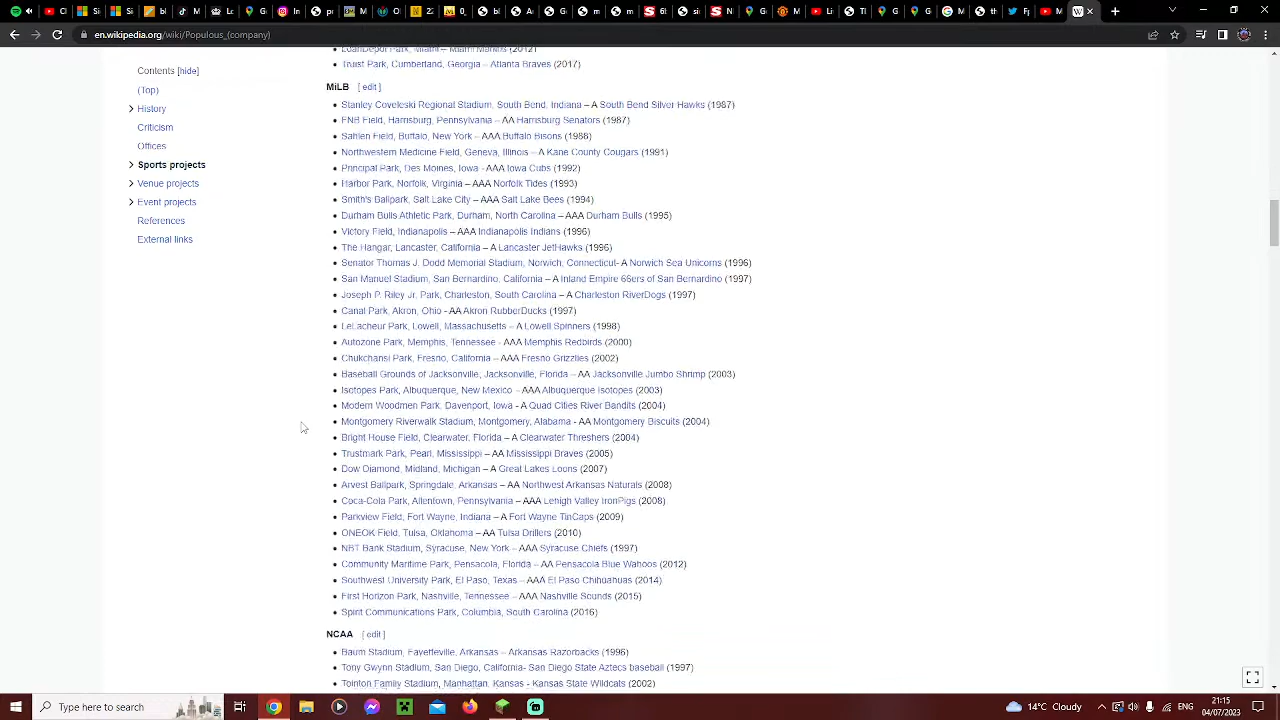 en.wikipedia.org/wiki/Populous_(company)
Contents [hide]
(Top)
History
Criticism
Offices
Sports projects
Venue projects
Event projects
References
External links
LoanDepot Park, Miami – Miami Marlins (2012)
Truist Park, Cumberland, Georgia – Atlanta Braves (2017)
MiLB [ edit ]
Stanley Coveleski Regional Stadium, South Bend, Indiana – A South Bend Silver Hawks (1987)
FNB Field, Harrisburg, Pennsylvania – AA Harrisburg Senators (1987)
Sahlen Field, Buffalo, New York – AAA Buffalo Bisons (1988)
Northwestern Medicine Field, Geneva, Illinois – A Kane County Cougars (1991)
Principal Park, Des Moines, Iowa - AAA Iowa Cubs (1992)
Harbor Park, Norfolk, Virginia – AAA Norfolk Tides (1993)
Smith's Ballpark, Salt Lake City – AAA Salt Lake Bees (1994)
Durham Bulls Athletic Park, Durham, North Carolina – AAA Durham Bulls (1995)
Victory Field, Indianapolis – AAA Indianapolis Indians (1996)
The Hangar, Lancaster, California – A Lancaster JetHawks (1996)
Senator Thomas J. Dodd Memorial Stadium, Norwich, Connecticut- A Norwich Sea Unicorns (1996)
San Manuel Stadium, San Bernardino, California – A Inland Empire 66ers of San Bernardino (1997)
Joseph P. Riley Jr. Park, Charleston, South Carolina – A Charleston RiverDogs (1997)
Canal Park, Akron, Ohio - AA Akron RubberDucks (1997)
LeLacheur Park, Lowell, Massachusetts – A Lowell Spinners (1998)
Autozone Park, Memphis, Tennessee - AAA Memphis Redbirds (2000)
Chukchansi Park, Fresno, California – AAA Fresno Grizzlies (2002)
Baseball Grounds of Jacksonville, Jacksonville, Florida – AA Jacksonville Jumbo Shrimp (2003)
Isotopes Park, Albuquerque, New Mexico – AAA Albuquerque Isotopes (2003)
Modern Woodmen Park, Davenport, Iowa - A Quad Cities River Bandits (2004)
Montgomery Riverwalk Stadium, Montgomery, Alabama - AA Montgomery Biscuits (2004)
Bright House Field, Clearwater, Florida – A Clearwater Threshers (2004)
Trustmark Park, Pearl, Mississippi – AA Mississippi Braves (2005)
Dow Diamond, Midland, Michigan – A Great Lakes Loons (2007)
Arvest Ballpark, Springdale, Arkansas – AA Northwest Arkansas Naturals (2008)
Coca-Cola Park, Allentown, Pennsylvania – AAA Lehigh Valley IronPigs (2008)
Parkview Field, Fort Wayne, Indiana – A Fort Wayne TinCaps (2009)
ONEOK Field, Tulsa, Oklahoma – AA Tulsa Drillers (2010)
NBT Bank Stadium, Syracuse, New York – AAA Syracuse Chiefs (1997)
Community Maritime Park, Pensacola, Florida – AA Pensacola Blue Wahoos (2012)
Southwest University Park, El Paso, Texas – AAA El Paso Chihuahuas (2014)
First Horizon Park, Nashville, Tennessee – AAA Nashville Sounds (2015)
Spirit Communications Park, Columbia, South Carolina (2016)
NCAA [ edit ]
Baum Stadium, Fayetteville, Arkansas – Arkansas Razorbacks (1996)
Tony Gwynn Stadium, San Diego, California- San Diego State Aztecs baseball (1997)
Tointon Family Stadium, Manhattan, Kansas - Kansas State Wildcats (2002)
Type here to search
14°C Cloudy
21:15
04/07/2023